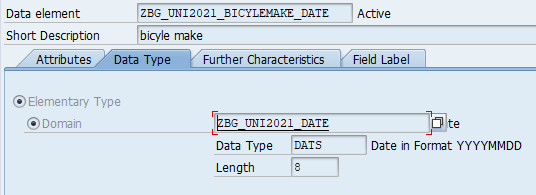 Data element ZBG_UNI2021_BICYLEMAKE_DATE Active
Short Description bicyle make
Attributes Data Type Further Characteristics Field Label
Elementary Type
Domain ZBG_UNI2021_DATE te
Data Type DATS Date in Format YYYYMMDD
Length 8